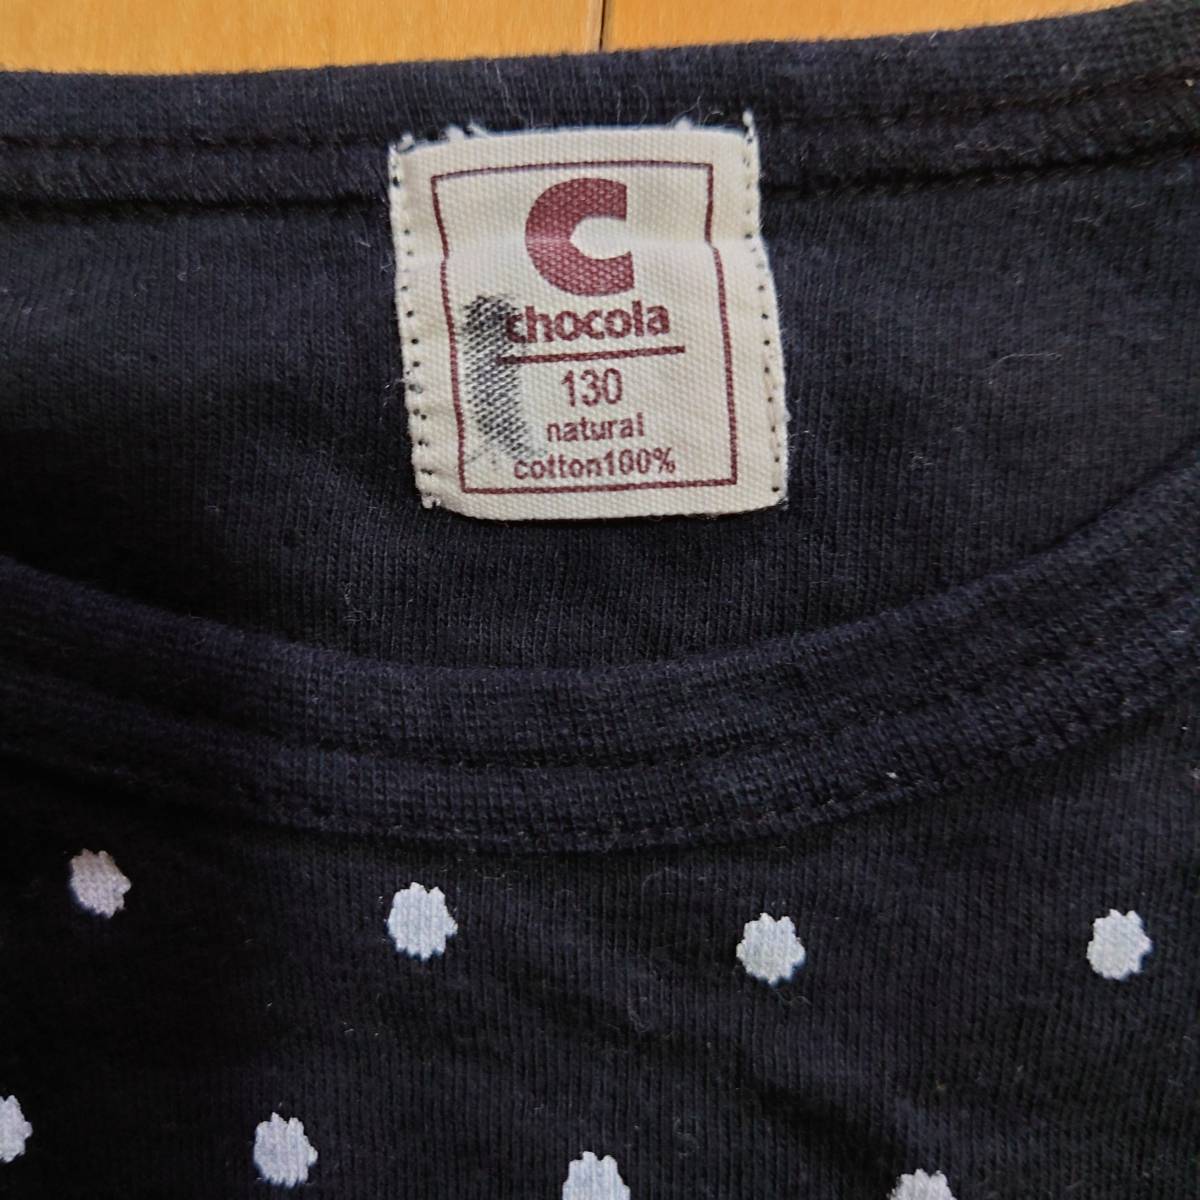 C
chocola
130
natural
cotton100%